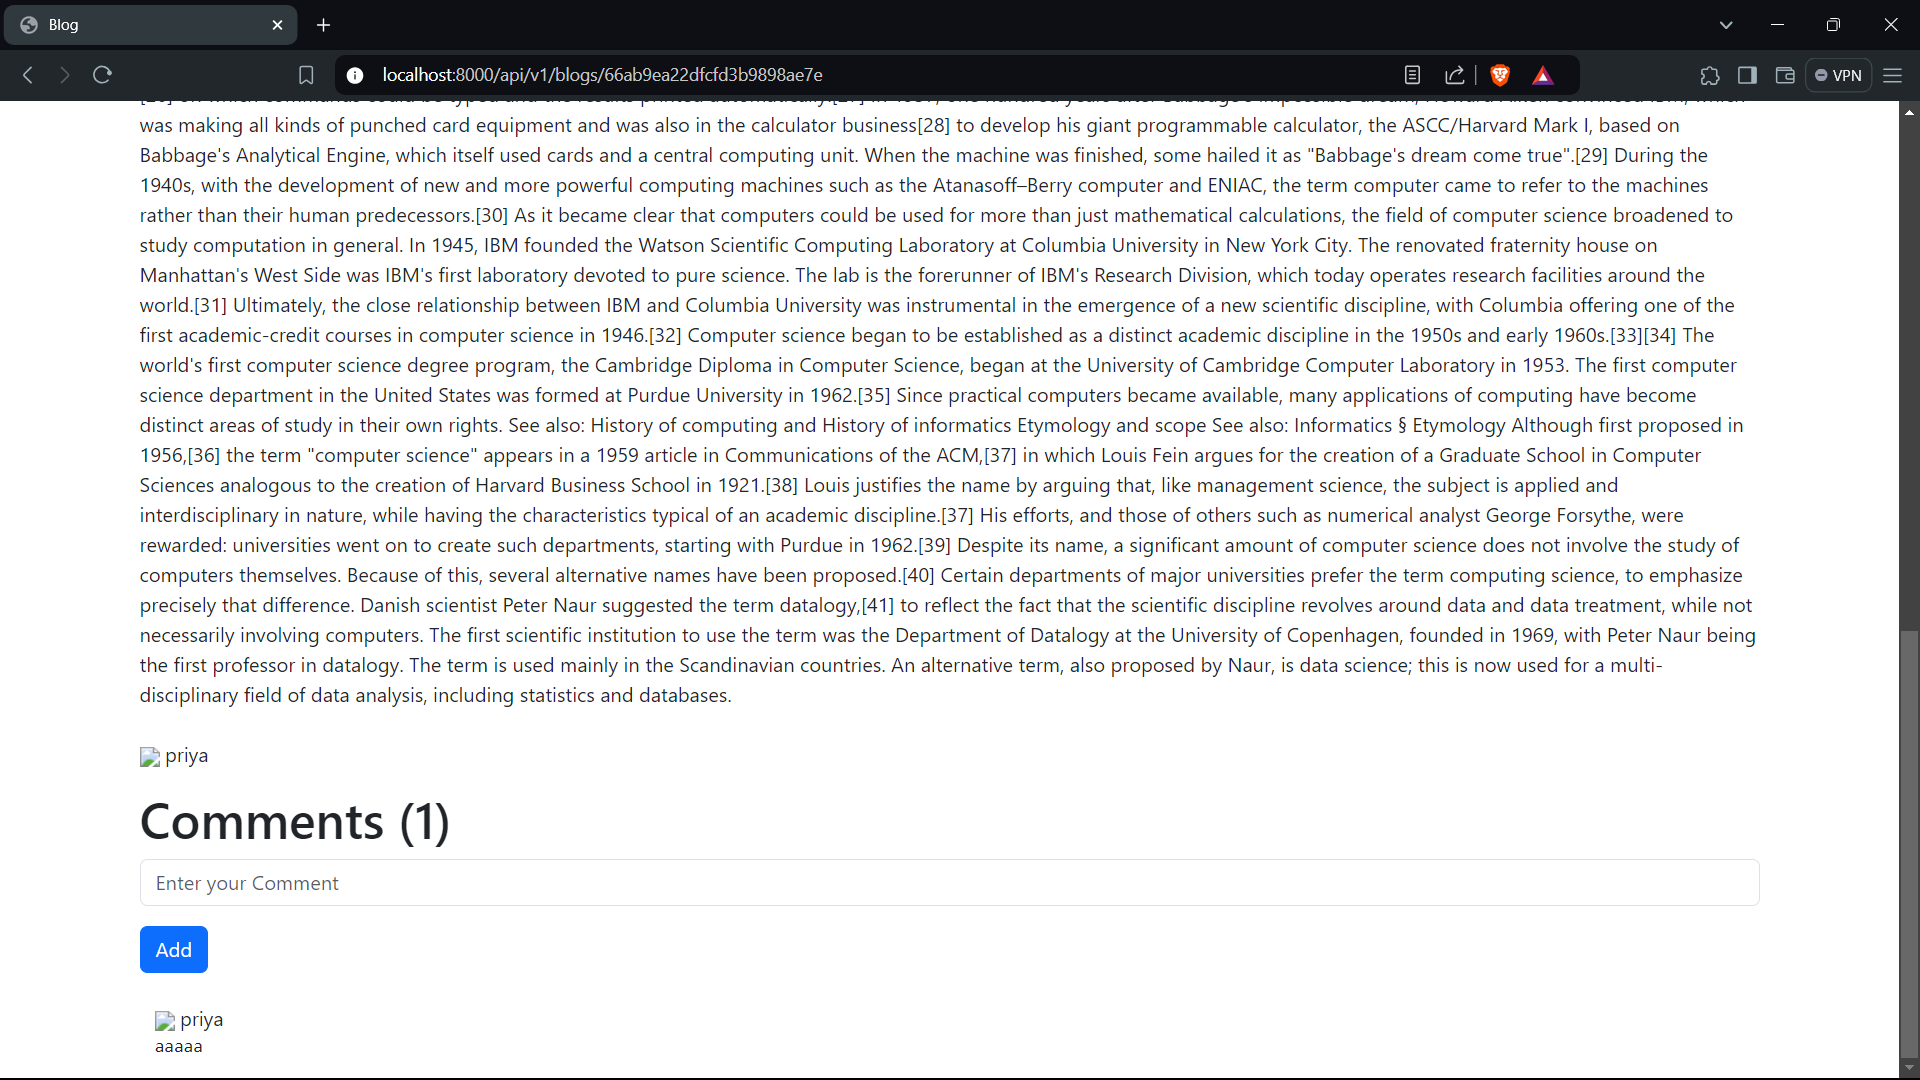 Blog
localhost:8000/api/v1/blogs/66ab9ea22dfcfd3b9898ae7e
VPN
was making all kinds of punched card equipment and was also in the calculator business[28] to develop his giant programmable calculator, the ASCC/Harvard Mark I, based on
Babbage's Analytical Engine, which itself used cards and a central computing unit. When the machine was finished, some hailed it as "Babbage's dream come true".[29] During the
1940s, with the development of new and more powerful computing machines such as the Atanasoff–Berry computer and ENIAC, the term computer came to refer to the machines
rather than their human predecessors.[30] As it became clear that computers could be used for more than just mathematical calculations, the field of computer science broadened to
study computation in general. In 1945, IBM founded the Watson Scientific Computing Laboratory at Columbia University in New York City. The renovated fraternity house on
Manhattan's West Side was IBM's first laboratory devoted to pure science. The lab is the forerunner of IBM's Research Division, which today operates research facilities around the
world.[31] Ultimately, the close relationship between IBM and Columbia University was instrumental in the emergence of a new scientific discipline, with Columbia offering one of the
first academic-credit courses in computer science in 1946.[32] Computer science began to be established as a distinct academic discipline in the 1950s and early 1960s.[33][34] The
world's first computer science degree program, the Cambridge Diploma in Computer Science, began at the University of Cambridge Computer Laboratory in 1953. The first computer
science department in the United States was formed at Purdue University in 1962.[35] Since practical computers became available, many applications of computing have become
distinct areas of study in their own rights. See also: History of computing and History of informatics Etymology and scope See also: Informatics § Etymology Although first proposed in
1956,[36] the term "computer science" appears in a 1959 article in Communications of the ACM,[37] in which Louis Fein argues for the creation of a Graduate School in Computer
Sciences analogous to the creation of Harvard Business School in 1921.[38] Louis justifies the name by arguing that, like management science, the subject is applied and
interdisciplinary in nature, while having the characteristics typical of an academic discipline.[37] His efforts, and those of others such as numerical analyst George Forsythe, were
rewarded: universities went on to create such departments, starting with Purdue in 1962.[39] Despite its name, a significant amount of computer science does not involve the study of
computers themselves. Because of this, several alternative names have been proposed.[40] Certain departments of major universities prefer the term computing science, to emphasize
precisely that difference. Danish scientist Peter Naur suggested the term datalogy,[41] to reflect the fact that the scientific discipline revolves around data and data treatment, while not
necessarily involving computers. The first scientific institution to use the term was the Department of Datalogy at the University of Copenhagen, founded in 1969, with Peter Naur being
the first professor in datalogy. The term is used mainly in the Scandinavian countries. An alternative term, also proposed by Naur, is data science; this is now used for a multi-
disciplinary field of data analysis, including statistics and databases.
priya
Comments (1)
Enter your Comment
Add
priya
aaaaa